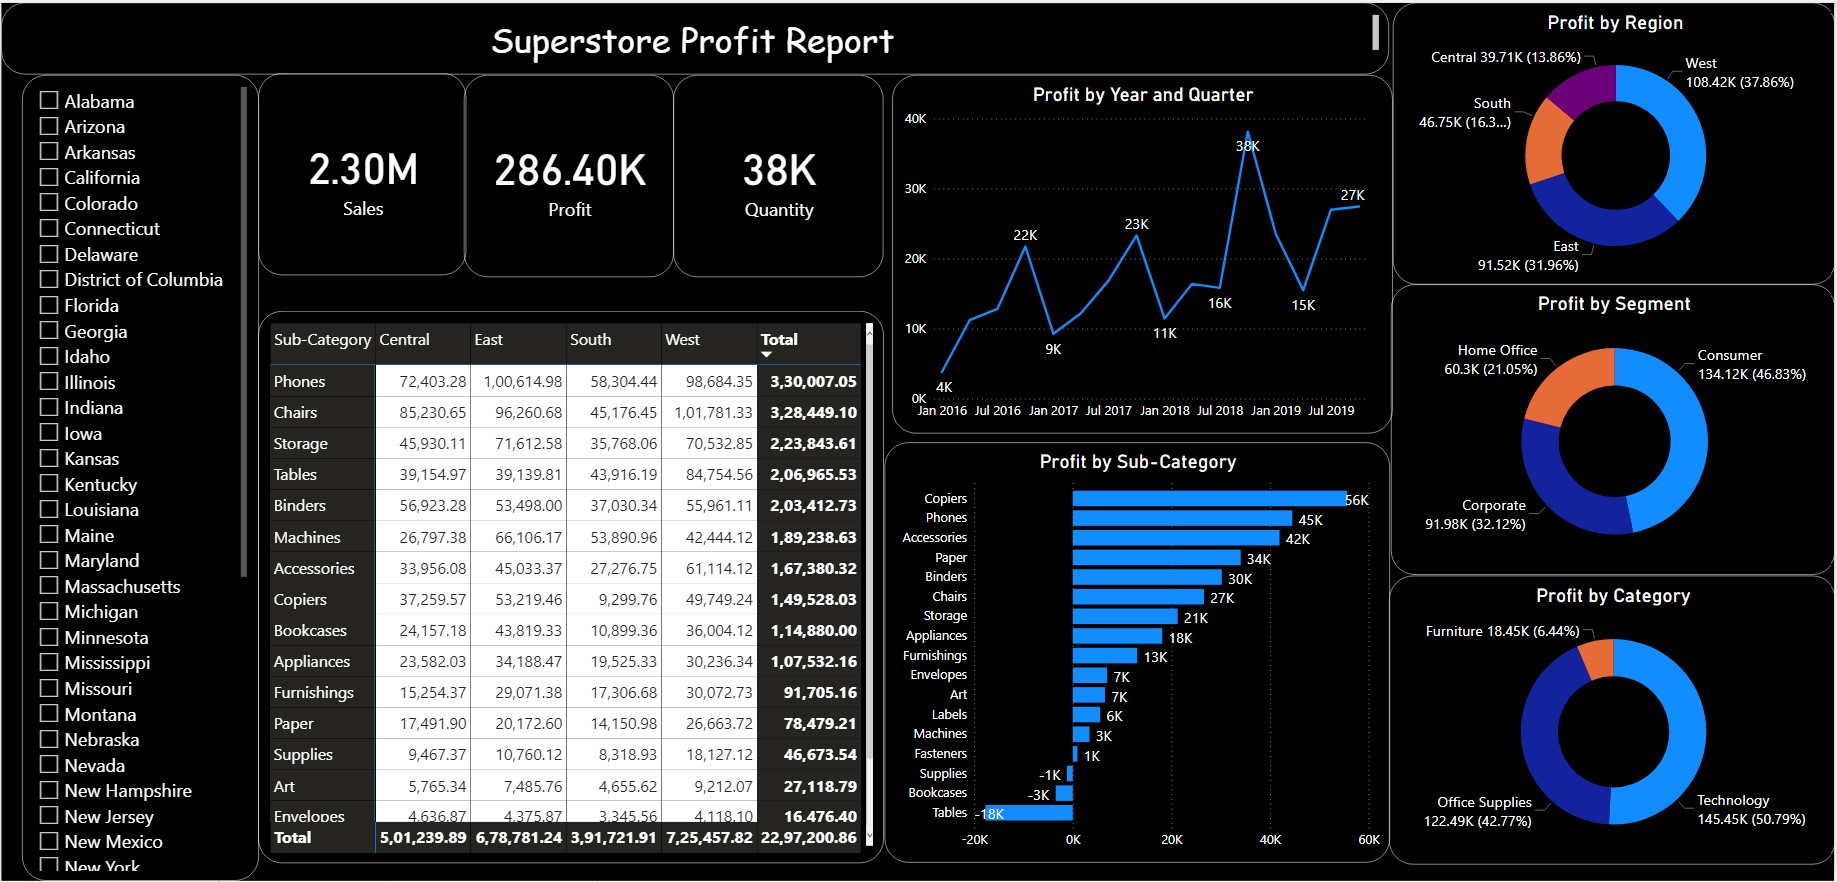 Superstore Profit Report
Alabama
Arizona
Arkansas
California
Colorado
Connecticut
Delaware
District of Columbia
Florida
Georgia
Idaho
Illinois
Indiana
Iowa
Kansas
Kentucky
Louisiana
Maine
Maryland
Massachusetts
Michigan
Minnesota
Mississippi
Missouri
Montana
Nebraska
Nevada
New Hampshire
New Jersey
New Mexico
New York
2.30M
Sales
286.40K
Profit
38K
Quantity
Sub-Category Central East South West Total
Phones 72,403.28 1,00,614.98 58,304.44 98,684.35 3,30,007.05
Chairs 85,230.65 96,260.68 45,176.45 1,01,781.33 3,28,449.10
Storage 45,930.11 71,612.58 35,768.06 70,532.85 2,23,843.61
Tables 39,154.97 39,139.81 43,916.19 84,754.56 2,06,965.53
Binders 56,923.28 53,498.00 37,030.34 55,961.11 2,03,412.73
Machines 26,797.38 66,106.17 53,890.96 42,444.12 1,89,238.63
Accessories 33,956.08 45,033.37 27,276.75 61,114.12 1,67,380.32
Copiers 37,259.57 53,219.46 9,299.76 49,749.24 1,49,528.03
Bookcases 24,157.18 43,819.33 10,899.36 36,004.12 1,14,880.00
Appliances 23,582.03 34,188.47 19,525.33 30,236.34 1,07,532.16
Furnishings 15,254.37 29,071.38 17,306.68 30,072.73 91,705.16
Paper 17,491.90 20,172.60 14,150.98 26,663.72 78,479.21
Supplies 9,467.37 10,760.12 8,318.93 18,127.12 46,673.54
Art 5,765.34 7,485.76 4,655.62 9,212.07 27,118.79
Envelopes 4,636.87 4,375.87 3,345.56 4,118.10 16,476.40
Total 5,01,239.89 6,78,781.24 3,91,721.91 7,25,457.82 22,97,200.86
Profit by Year and Quarter
40K
30K
20K
10K
0K
4K
22K
9K
23K
11K
16K
38K
15K
27K
Jan 2016 Jul 2016 Jan 2017 Jul 2017 Jan 2018 Jul 2018 Jan 2019 Jul 2019
Profit by Sub-Category
Copiers 56K
Phones 45K
Accessories 42K
Paper 34K
Binders 30K
Chairs 27K
Storage 21K
Appliances 18K
Furnishings 13K
Envelopes 7K
Art 7K
Labels 6K
Machines 3K
Fasteners 1K
Supplies -1K
Bookcases -3K
Tables -18K
-20K 0K 20K 40K 60K
Profit by Region
Central 39.71K (13.86%)
West
108.42K (37.86%)
South
46.75K (16.3...)
East
91.52K (31.96%)
Profit by Segment
Home Office
60.3K (21.05%)
Consumer
134.12K (46.83%)
Corporate
91.98K (32.12%)
Profit by Category
Furniture 18.45K (6.44%)
Office Supplies
122.49K (42.77%)
Technology
145.45K (50.79%)